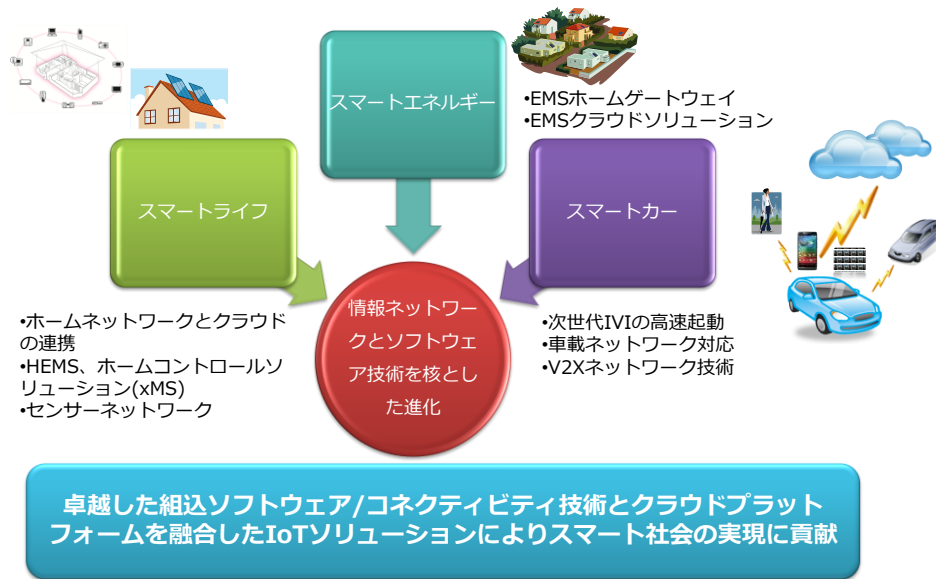 スマートエネルギー
•EMSホームゲートウェイ
•EMSクラウドソリューション
スマートライフ
スマートカー
情報ネットワー
クとソフトウェ
ア技術を核とし
た進化
•ホームネットワークとクラウド
の連携
•HEMS、ホームコントロールソ
リューション(xMS)
•センサーネットワーク
•次世代IVIの高速起動
•車載ネットワーク対応
•V2Xネットワーク技術
卓越した組込ソフトウェア/コネクティビティ技術とクラウドプラット
フォームを融合したIoTソリューションによりスマート社会の実現に貢献